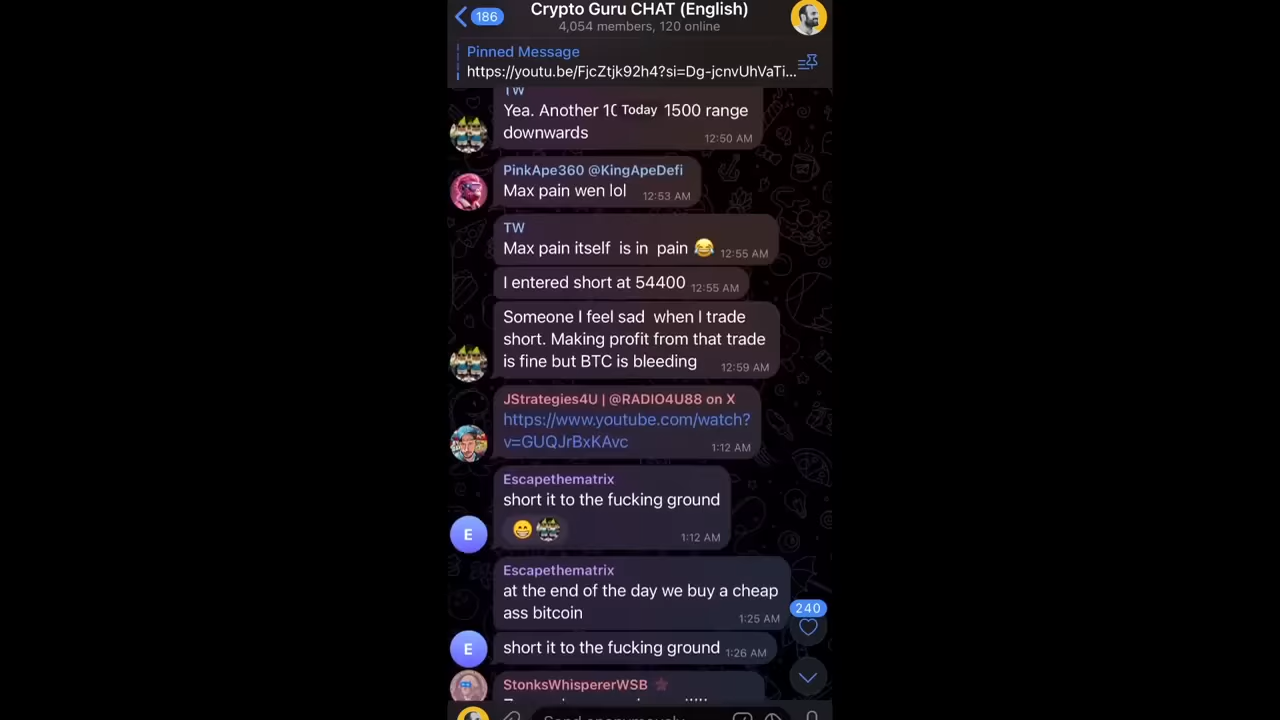 186
Crypto Guru CHAT (English)
4,054 members, 120 online
Pinned Message
https://youtu.be/FjcZtjk92h4?si=Dg-jcnvUhVaTi...
TW
Yea. Another 10 Today 1500 range
downwards
12:50 AM
PinkApe360 @KingApeDefi
Max pain wen lol 12:53 AM
TW
Max pain itself is in pain 😂 12:55 AM
I entered short at 54400 12:55 AM
Someone I feel sad when I trade
short. Making profit from that trade
is fine but BTC is bleeding 12:59 AM
JStrategies4U | @RADIO4U88 on X
https://www.youtube.com/watch?
v=GUQJrBxKAvc 1:12 AM
Escapethematrix
short it to the fucking ground
😁
1:12 AM
E
Escapethematrix
at the end of the day we buy a cheap
ass bitcoin 1:25 AM
240
E
short it to the fucking ground 1:26 AM
StonksWhispererWSB
Send anonymously